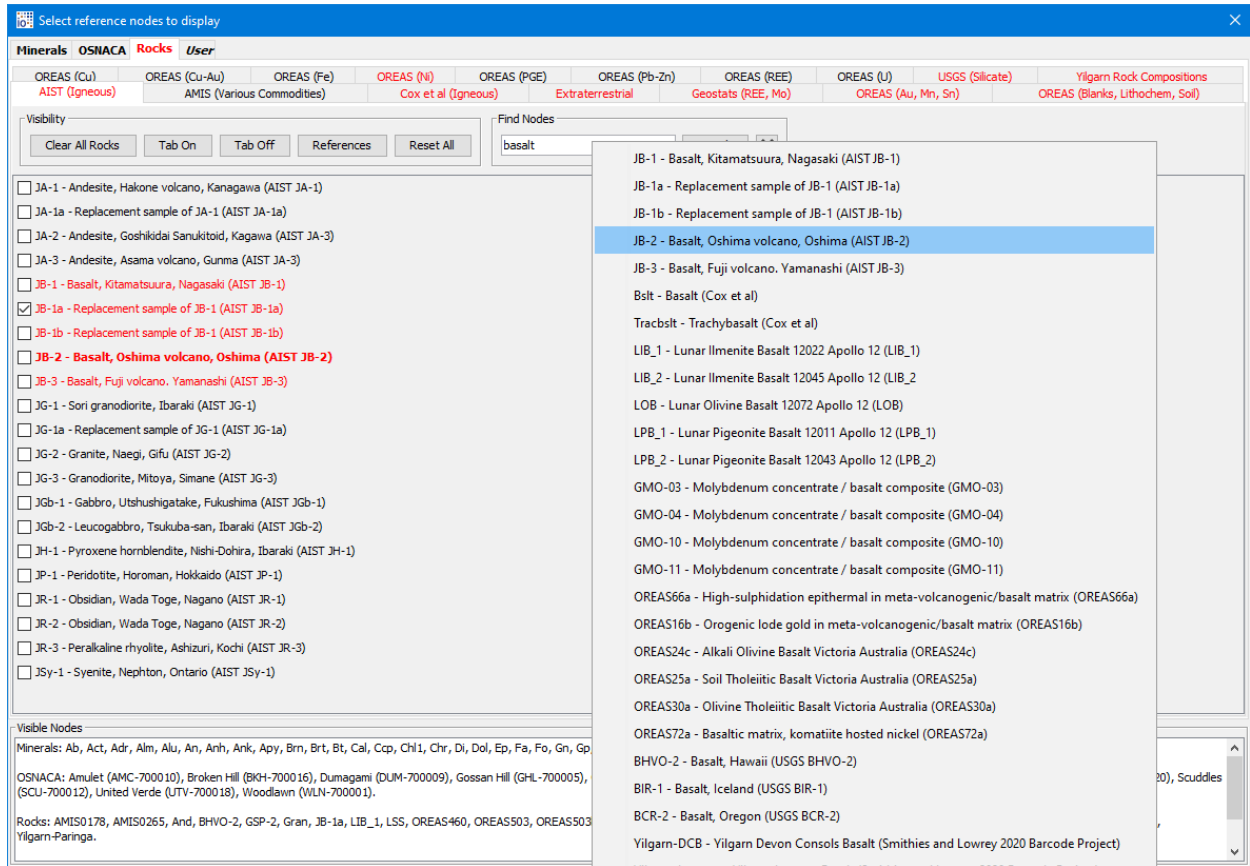 Select reference nodes to display
Minerals OSNACA Rocks User
OREAS (Cu) OREAS (Cu-Au) OREAS (Fe) OREAS (Ni) OREAS (PGE) OREAS (Pb-Zn) OREAS (REE) OREAS (U) USGS (Silicate) Yilgarn Rock Compositions
AIST (Igneous) AMIS (Various Commodities) Cox et al (Igneous) Extraterrestrial Geostats (REE, Mo) OREAS (Au, Mn, Sn) OREAS (Blanks, Lithochem, Soil)
Visibility
Clear All Rocks Tab On Tab Off References Reset All
Find Nodes
basalt
JA-1 - Andesite, Hakone volcano, Kanagawa (AIST JA-1)
JA-1a - Replacement sample of JA-1 (AIST JA-1a)
JA-2 - Andesite, Goshikidai Sanukitoid, Kagawa (AIST JA-3)
JA-3 - Andesite, Asama volcano, Gunma (AIST JA-3)
JB-1 - Basalt, Kitamatsuura, Nagasaki (AIST JB-1)
JB-1a - Replacement sample of JB-1 (AIST JB-1a)
JB-1b - Replacement sample of JB-1 (AIST JB-1b)
JB-2 - Basalt, Oshima volcano, Oshima (AIST JB-2)
JB-3 - Basalt, Fuji volcano. Yamanashi (AIST JB-3)
JG-1 - Sori granodiorite, Ibaraki (AIST JG-1)
JG-1a - Replacement sample of JG-1 (AIST JG-1a)
JG-2 - Granite, Naegi, Gifu (AIST JG-2)
JG-3 - Granodiorite, Mitoya, Simane (AIST JG-3)
JGb-1 - Gabbro, Utshushigatake, Fukushima (AIST JGb-1)
JGb-2 - Leucogabbro, Tsukuba-san, Ibaraki (AIST JGb-2)
JH-1 - Pyroxene hornblendite, Nishi-Dohira, Ibaraki (AIST JH-1)
JP-1 - Peridotite, Horoman, Hokkaido (AIST JP-1)
JR-1 - Obsidian, Wada Toge, Nagano (AIST JR-1)
JR-2 - Obsidian, Wada Toge, Nagano (AIST JR-2)
JR-3 - Peralkaline rhyolite, Ashizuri, Kochi (AIST JR-3)
JSy-1 - Syenite, Nephton, Ontario (AIST JSy-1)
JB-1 - Basalt, Kitamatsuura, Nagasaki (AIST JB-1)
JB-1a - Replacement sample of JB-1 (AIST JB-1a)
JB-1b - Replacement sample of JB-1 (AIST JB-1b)
JB-2 - Basalt, Oshima volcano, Oshima (AIST JB-2)
JB-3 - Basalt, Fuji volcano. Yamanashi (AIST JB-3)
Bslt - Basalt (Cox et al)
Tracbslt - Trachybasalt (Cox et al)
LIB_1 - Lunar Ilmenite Basalt 12022 Apollo 12 (LIB_1)
LIB_2 - Lunar Ilmenite Basalt 12045 Apollo 12 (LIB_2
LOB - Lunar Olivine Basalt 12072 Apollo 12 (LOB)
LPB_1 - Lunar Pigeonite Basalt 12011 Apollo 12 (LPB_1)
LPB_2 - Lunar Pigeonite Basalt 12043 Apollo 12 (LPB_2)
GMO-03 - Molybdenum concentrate / basalt composite (GMO-03)
GMO-04 - Molybdenum concentrate / basalt composite (GMO-04)
GMO-10 - Molybdenum concentrate / basalt composite (GMO-10)
GMO-11 - Molybdenum concentrate / basalt composite (GMO-11)
OREAS66a - High-sulphidation epithermal in meta-volcanogenic/basalt matrix (OREAS66a)
OREAS16b - Orogenic lode gold in meta-volcanogenic/basalt matrix (OREAS16b)
OREAS24c - Alkali Olivine Basalt Victoria Australia (OREAS24c)
OREAS25a - Soil Tholeiitic Basalt Victoria Australia (OREAS25a)
OREAS30a - Olivine Tholeiitic Basalt Victoria Australia (OREAS30a)
OREAS72a - Basaltic matrix, komatiite hosted nickel (OREAS72a)
BHVO-2 - Basalt, Hawaii (USGS BHVO-2)
BIR-1 - Basalt, Iceland (USGS BIR-1)
BCR-2 - Basalt, Oregon (USGS BCR-2)
Yilgarn-DCB - Yilgarn Devon Consols Basalt (Smithies and Lowrey 2020 Barcode Project)
Visible Nodes
Minerals: Ab, Act, Adr, Alm, Alu, An, Anh, Ank, Apy, Brn, Brt, Bt, Cal, Ccp, Chl1, Chr, Di, Dol, Ep, Fa, Fo, Gn, Gp,
OSNACA: Amulet (AMC-700010), Broken Hill (BKH-700016), Dumagami (DUM-700009), Gossan Hill (GHL-700005), 20), Scuddles
(SCU-700012), United Verde (UTV-700018), Woodlawn (WLN-700001).
Rocks: AMIS0178, AMIS0265, And, BHVO-2, GSP-2, Gran, JB-1a, LIB_1, LSS, OREAS460, OREAS503, OREAS503
Yilgarn-Paringa.